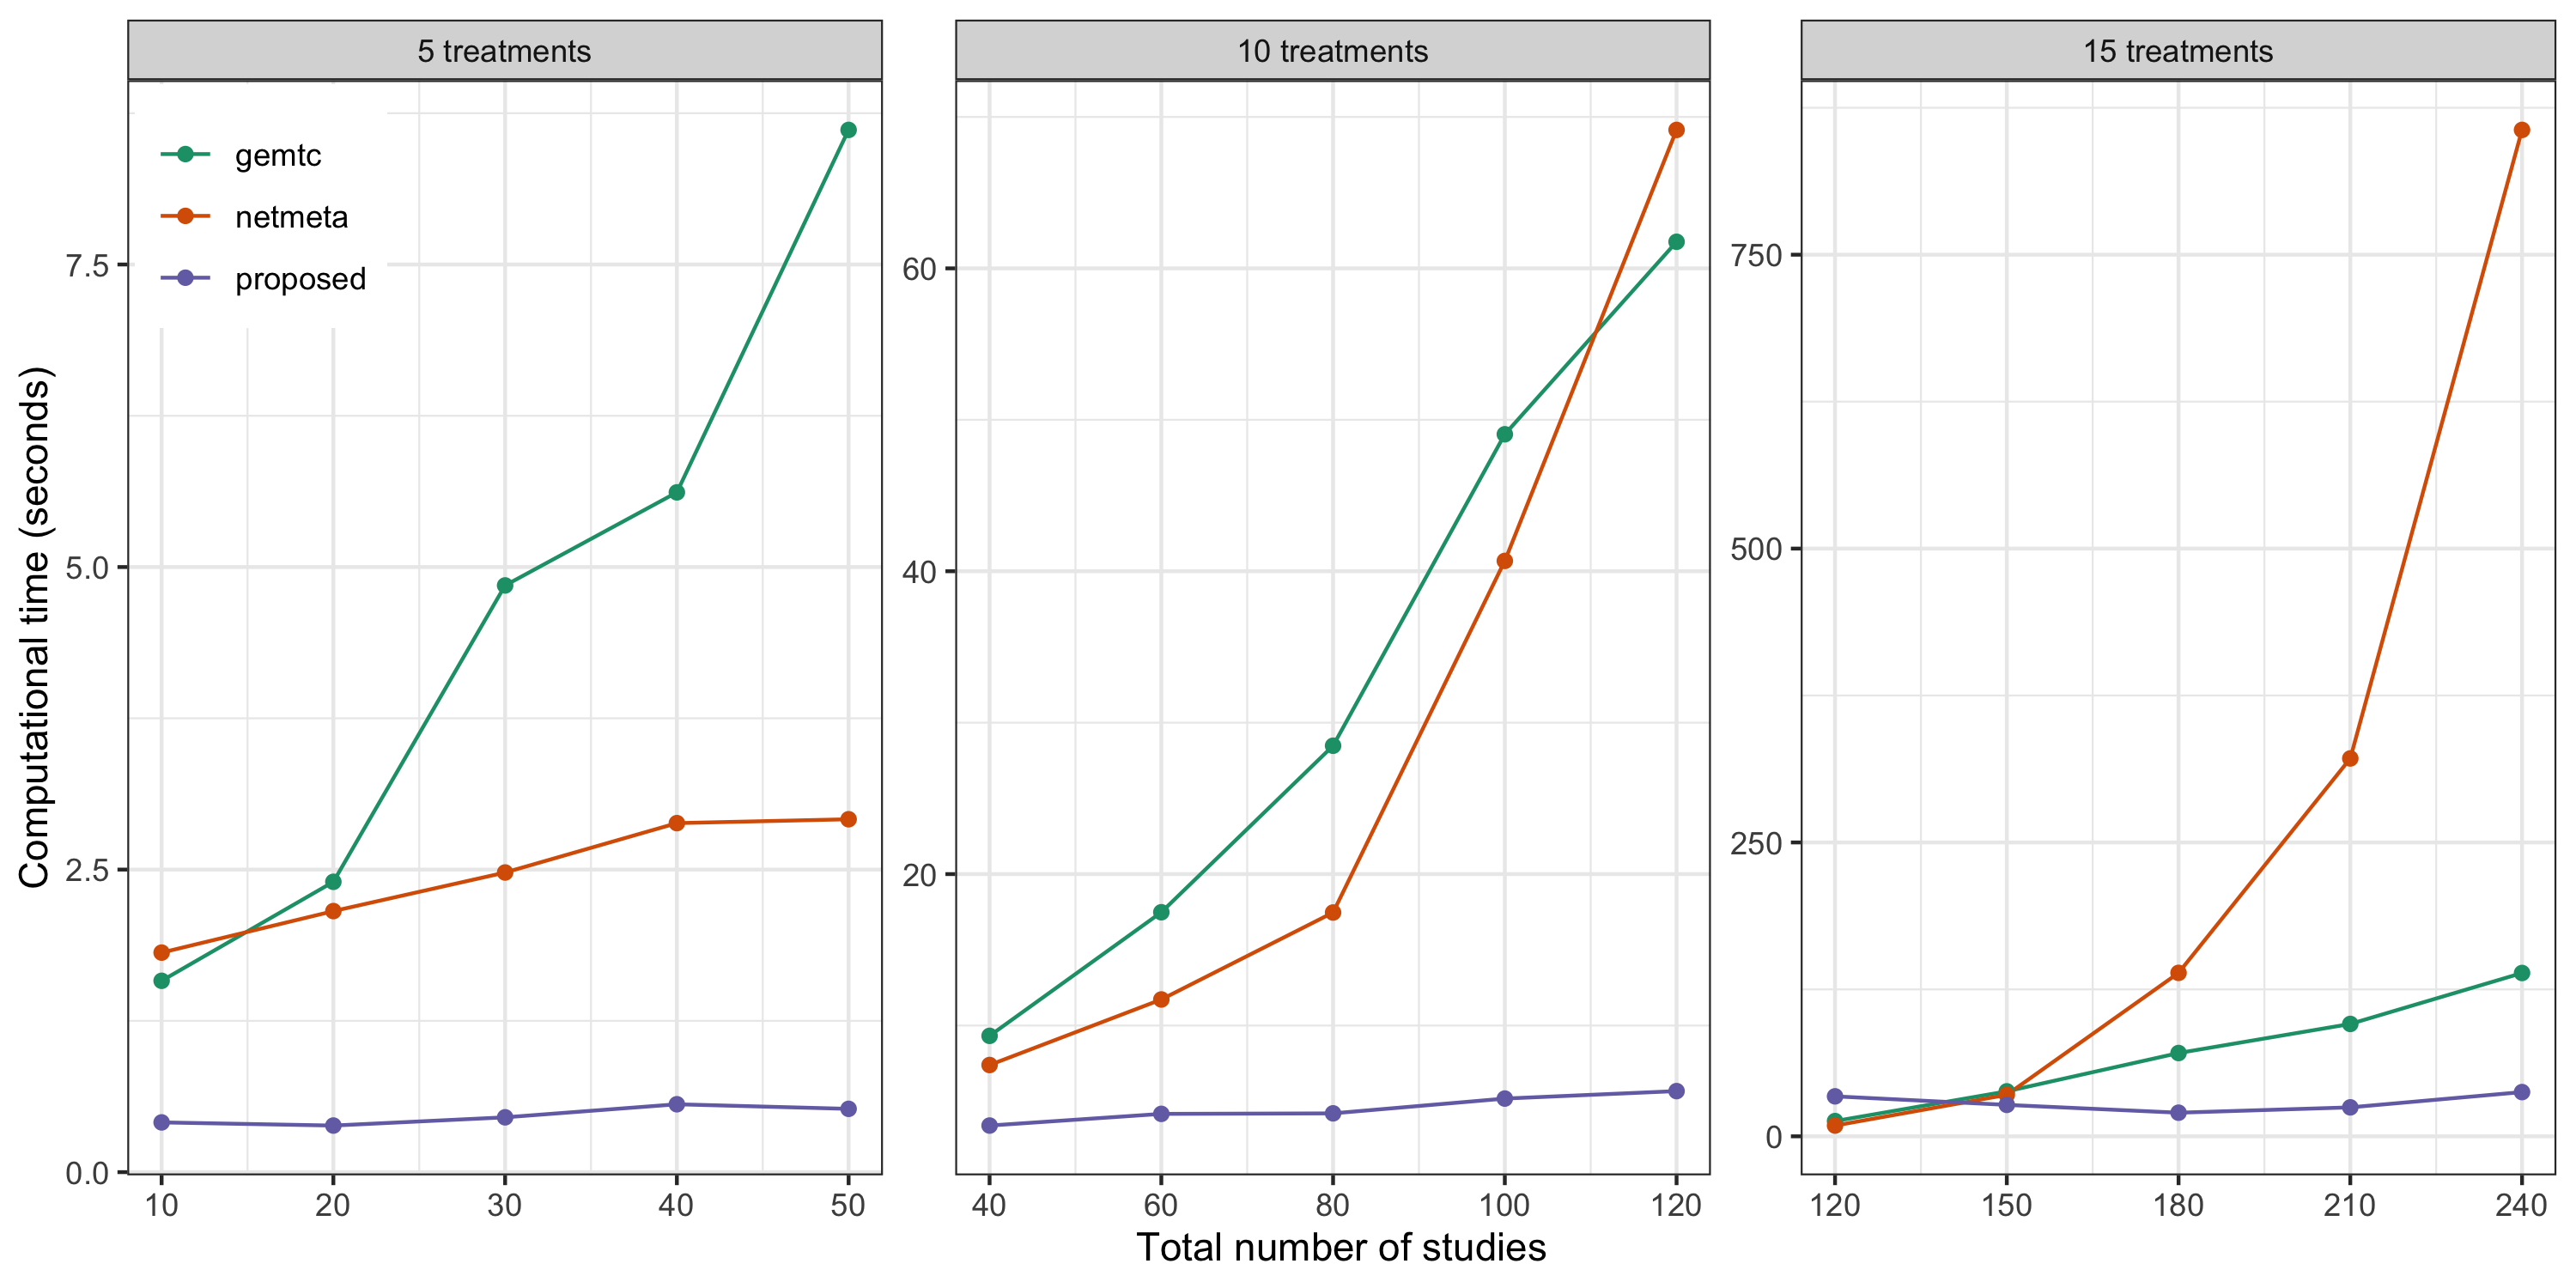 5 treatments
10 treatments
15 treatments
gemtc
netmeta
proposed
Computational time (seconds)
7.5
5.0
2.5
0.0
60
40
20
750
500
250
0
10 20 30 40 50
40 60 80 100 120
120 150 180 210 240
Total number of studies